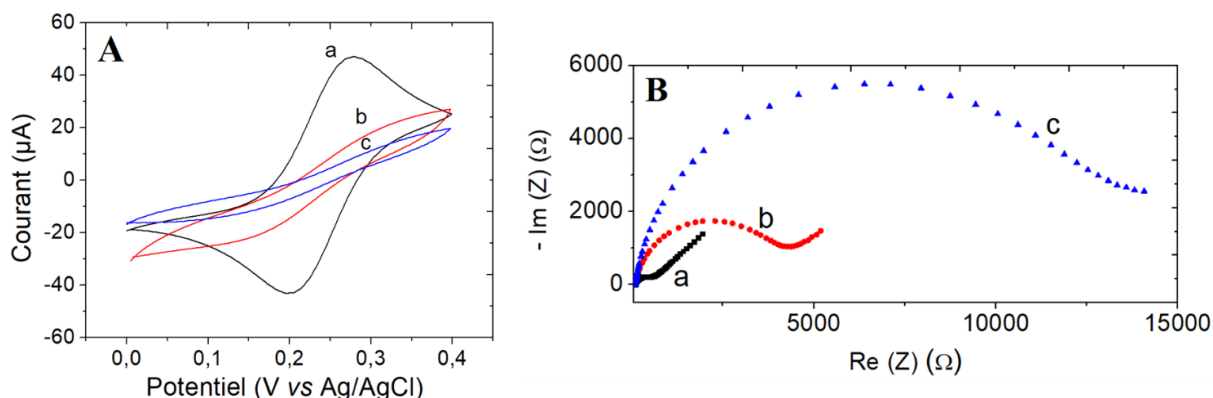 A
a
b
c
60
40
20
0
-20
-40
-60
Courant (µA)
0,0 0,1 0,2 0,3 0,4
Potentiel (V vs Ag/AgCl)
B
c
b
a
6000
4000
2000
0
- Im (Z) (Ω)
5000 10000 15000
Re (Z) (Ω)